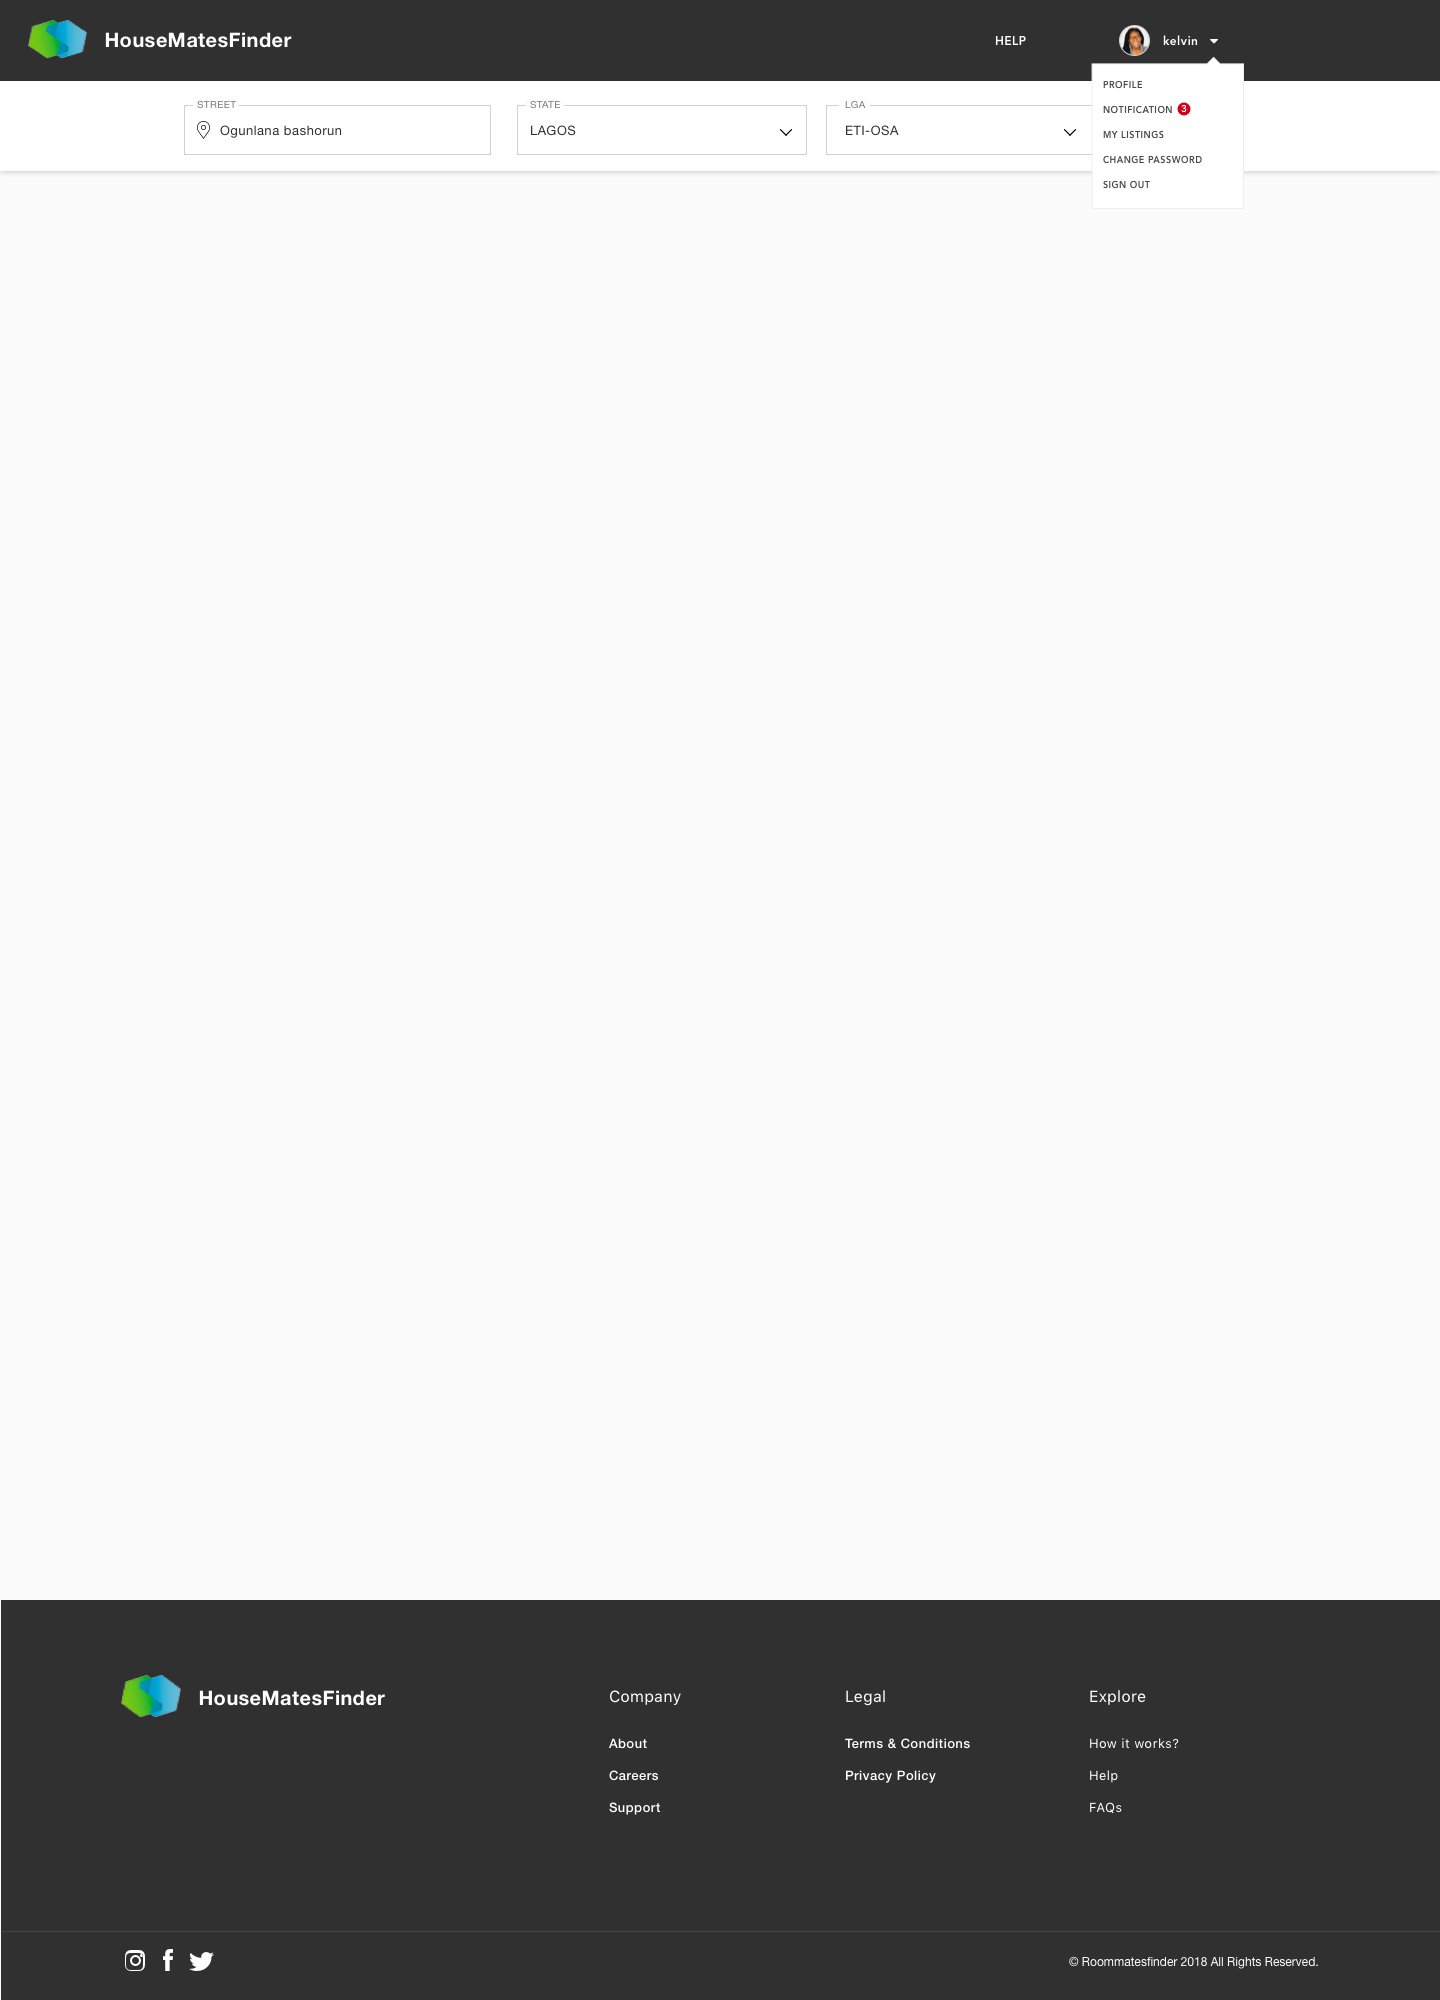 HouseMatesFinder
HELP
kelvin
PROFILE
NOTIFICATION 3
MY LISTINGS
CHANGE PASSWORD
SIGN OUT
STREET
Ogunlana bashorun
STATE
LAGOS
LGA
ETI-OSA
HouseMatesFinder
Company
About
Careers
Support
Legal
Terms & Conditions
Privacy Policy
Explore
How it works?
Help
FAQs
© Roommatesfinder 2018 All Rights Reserved.